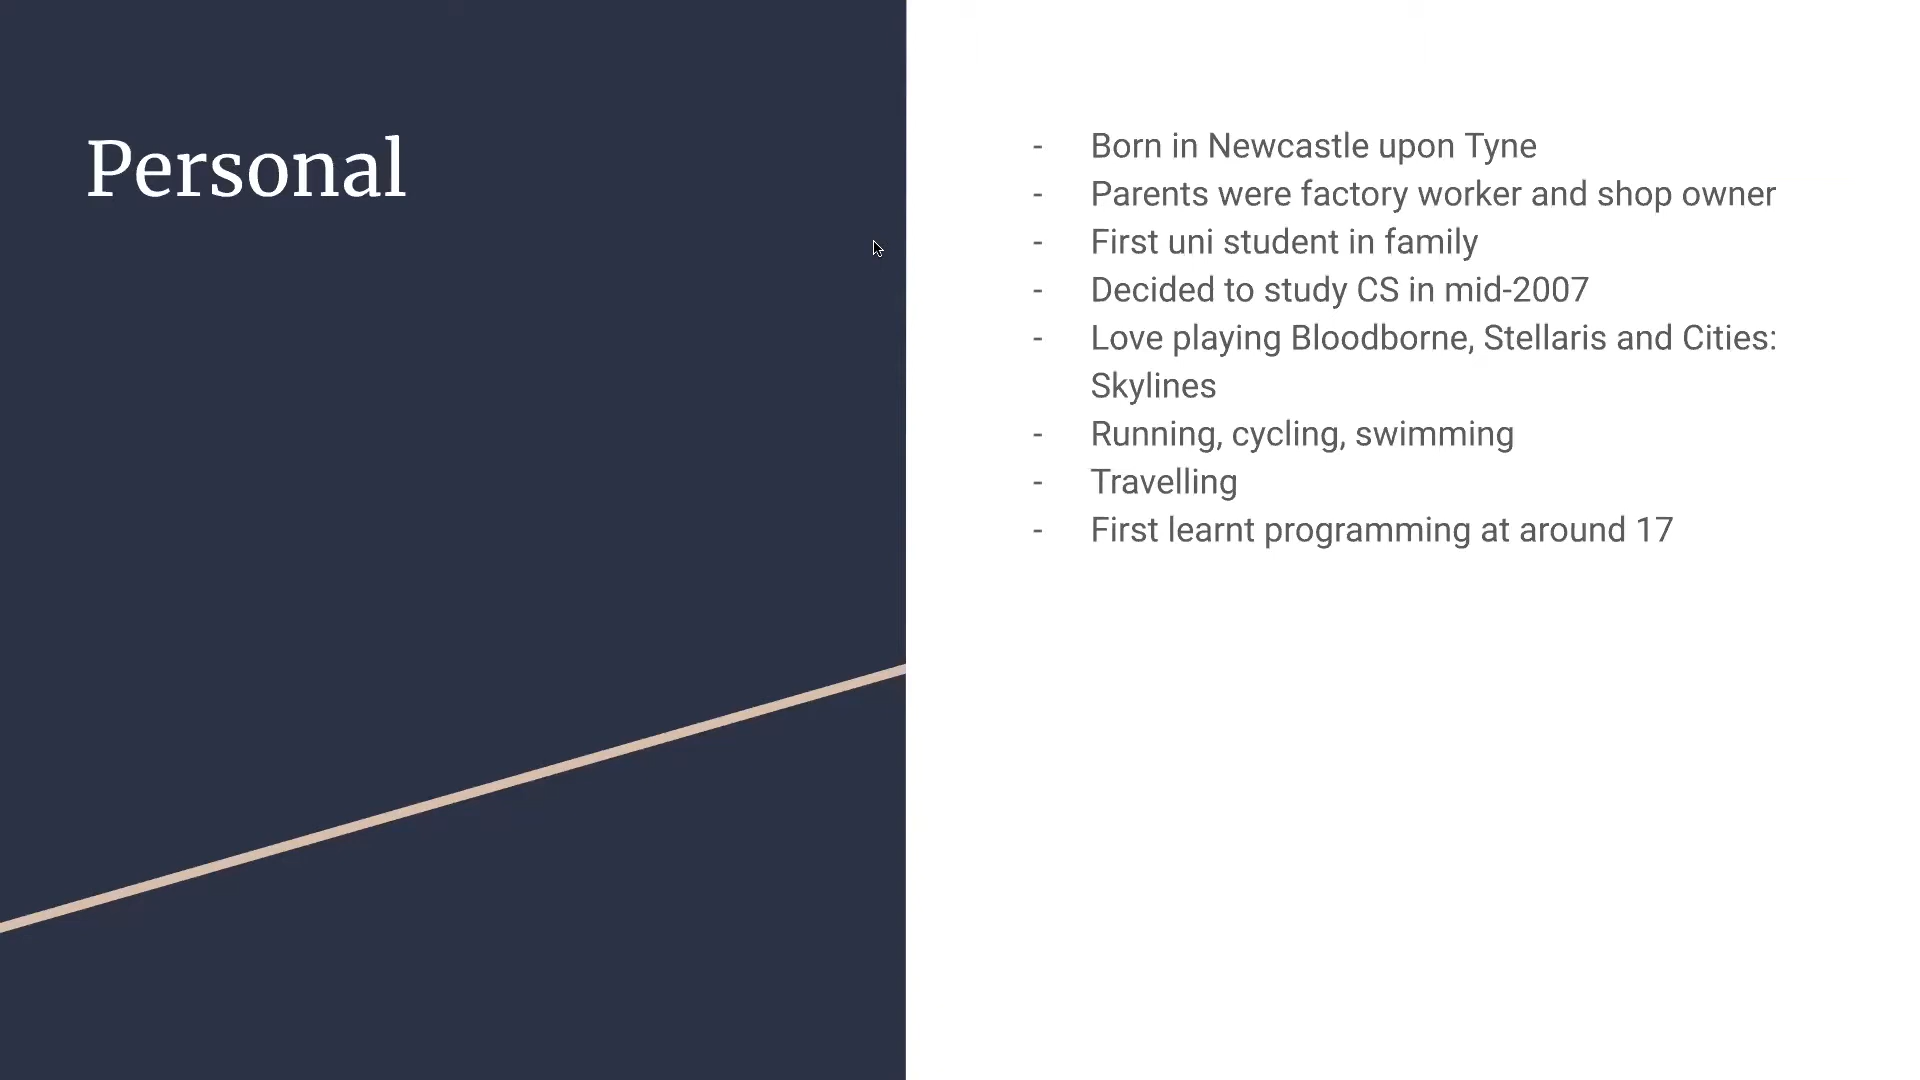 Personal
- Born in Newcastle upon Tyne
- Parents were factory worker and shop owner
- First uni student in family
- Decided to study CS in mid-2007
- Love playing Bloodborne, Stellaris and Cities:
Skylines
- Running, cycling, swimming
- Travelling
- First learnt programming at around 17